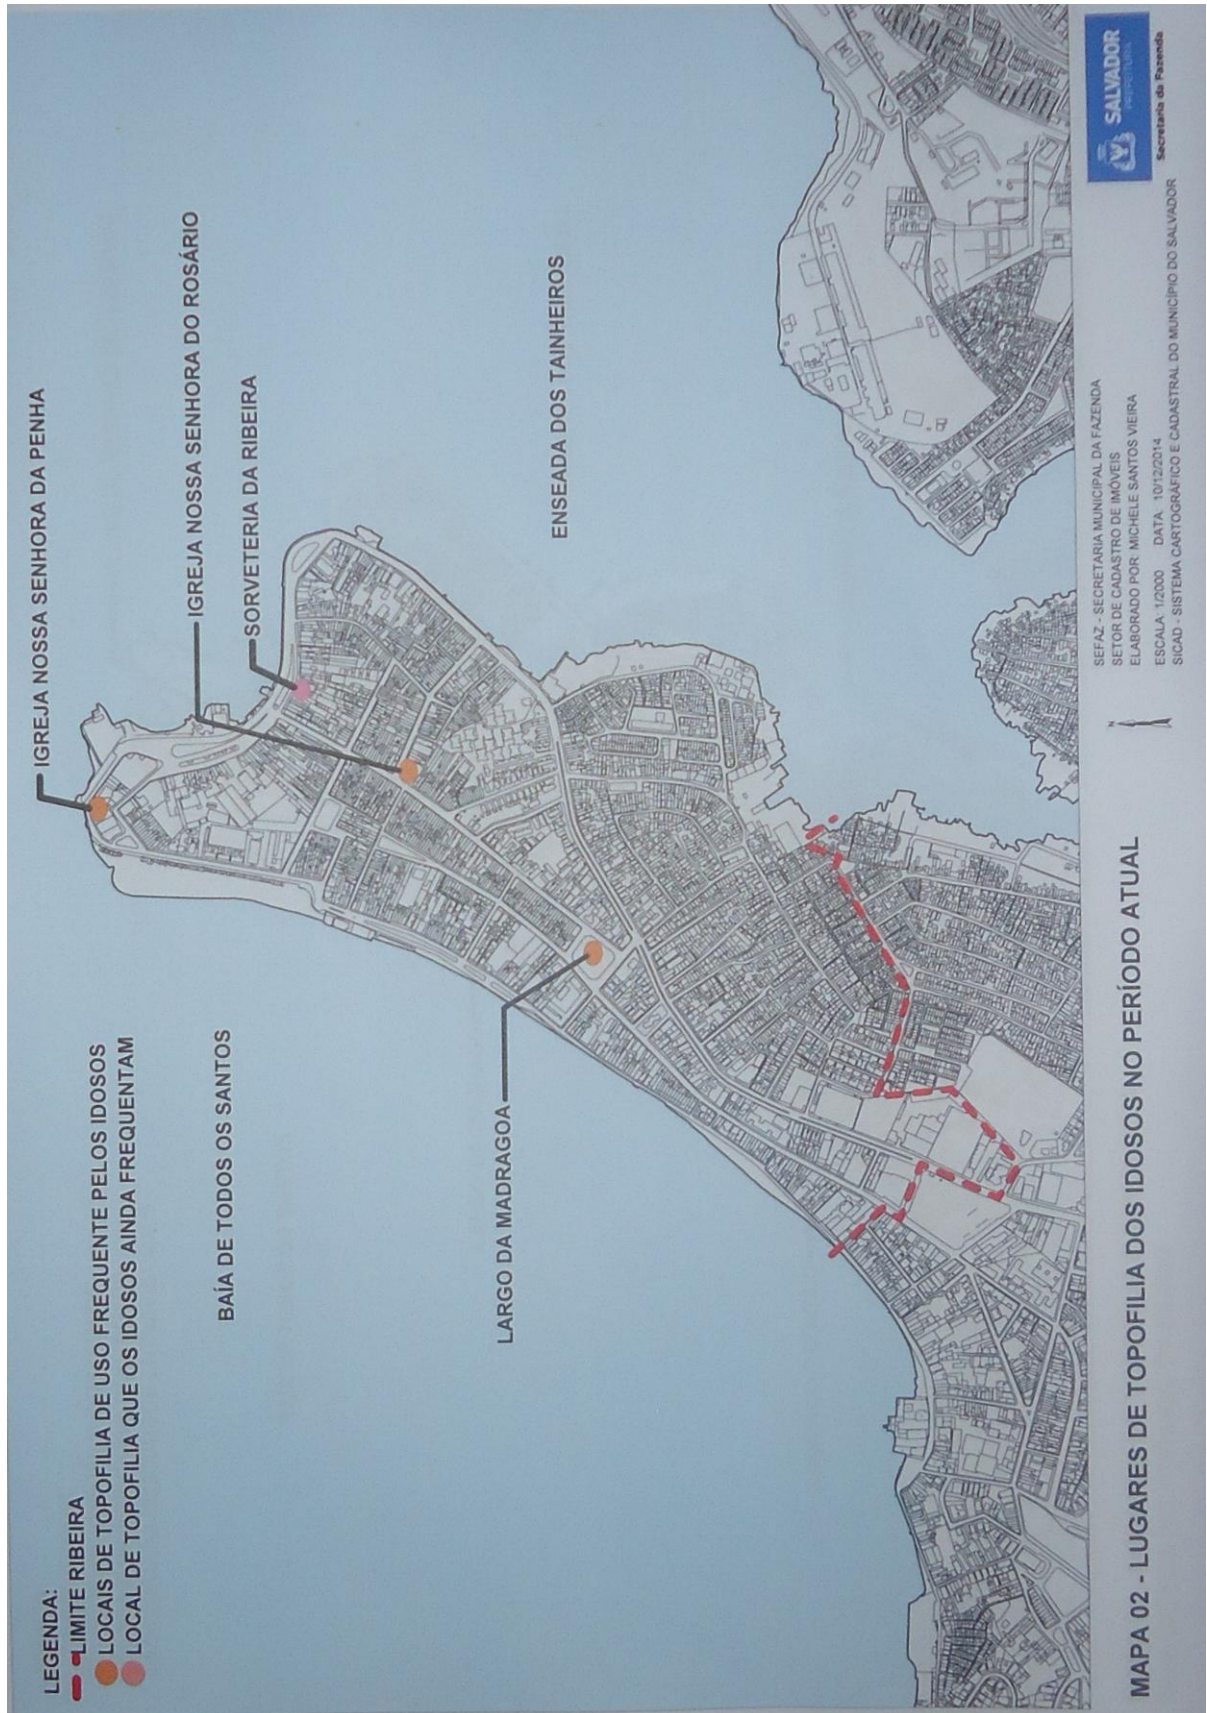 LEGENDA:
LIMITE RIBEIRA
LOCAIS DE TOPOFILIA DE USO FREQUENTE PELOS IDOSOS
LOCAL DE TOPOFILIA QUE OS IDOSOS AINDA FREQUENTAM
IGREJA NOSSA SENHORA DA PENHA
IGREJA NOSSA SENHORA DO ROSÁRIO
SORVETERIA DA RIBEIRA
BAÍA DE TODOS OS SANTOS
LARGO DA MADRAGOA
ENSEADA DOS TAINHEIROS
MAPA 02 - LUGARES DE TOPOFILIA DOS IDOSOS NO PERÍODO ATUAL
N
SEFAZ - SECRETARIA MUNICIPAL DA FAZENDA
SETOR DE CADASTRO DE IMÓVEIS
ELABORADO POR: MICHELE SANTOS VIEIRA
ESCALA: 1/2000 DATA 10/12/2014
SICAD - SISTEMA CARTOGRÁFICO E CADASTRAL DO MUNICÍPIO DO SALVADOR
SALVADOR
PREFEITURA
Secretaria da Fazenda